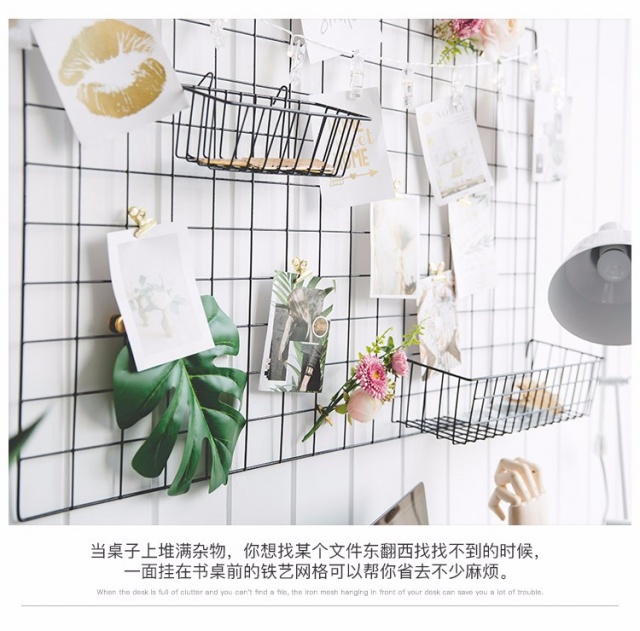 HOME
当桌子上堆满杂物，你想找某个文件东翻西找找不到的时候，
一面挂在书桌前的铁艺网格可以帮你省去不少麻烦。
When the desk is full of clutter and you can't find a file, the iron mesh hanging in front of your desk can save you a lot of trouble.